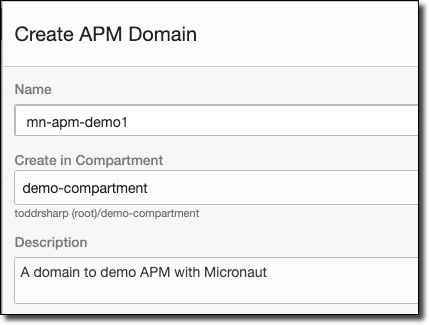 Create APM Domain
Name
mn-apm-demo1
Create in Compartment
demo-compartment
toddrsharp (root)/demo-compartment
Description
A domain to demo APM with Micronaut